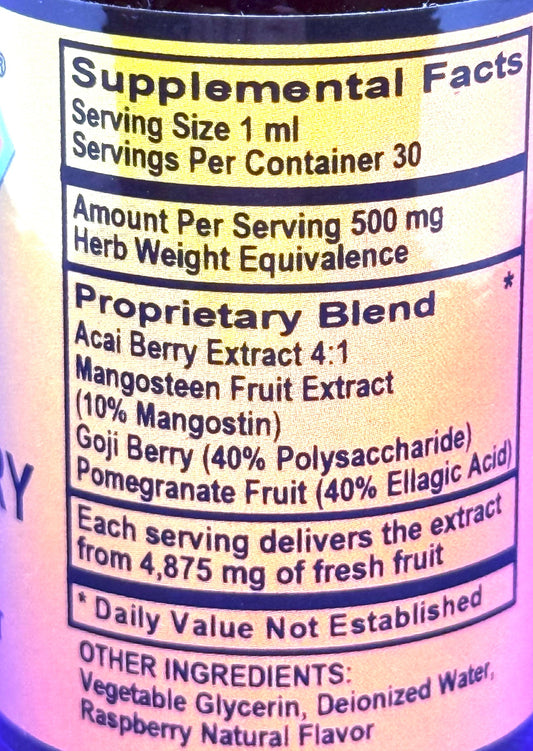 ®
Supplemental Facts
Serving Size 1 ml
Servings Per Container 30
Amount Per Serving 500 mg
Herb Weight Equivalence
Proprietary Blend *
Acai Berry Extract 4:1
Mangosteen Fruit Extract
(10% Mangostin)
Goji Berry (40% Polysaccharide)
Pomegranate Fruit (40% Ellagic Acid)
RY
Each serving delivers the extract
from 4,875 mg of fresh fruit
* Daily Value Not Established
OTHER INGREDIENTS:
Vegetable Glycerin, Deionized Water,
Raspberry Natural Flavor